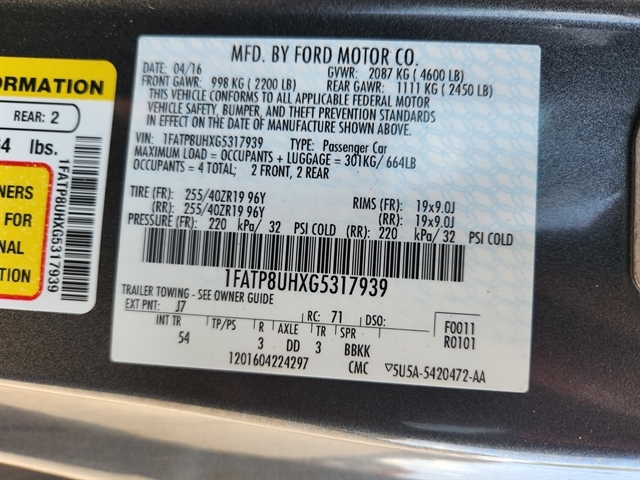 ORMATION
REAR: 2
lbs.
NERS
FOR
NAL
ION
1FATP8UHXG5317939
MFD. BY FORD MOTOR CO.
DATE: 04/16 GVWR: 2087 KG ( 4600 LB)
FRONT GAWR: 998 KG ( 2200 LB) REAR GAWR: 1111 KG ( 2450 LB)
THIS VEHICLE CONFORMS TO ALL APPLICABLE FEDERAL MOTOR
VEHICLE SAFETY, BUMPER, AND THEFT PREVENTION STANDARDS
IN EFFECT ON THE DATE OF MANUFACTURE SHOWN ABOVE.
VIN: 1FATP8UHXG5317939 TYPE: Passenger Car
MAXIMUM LOAD = OCCUPANTS + LUGGAGE = 301KG/ 664LB
OCCUPANTS = 4 TOTAL; 2 FRONT, 2 REAR
TIRE (FR): 255/40ZR19 96Y RIMS (FR): 19x9.0J
(RR): 255/40ZR19 96Y (RR): 19x9.0J
PRESSURE (FR): 220 kPa/ 32 PSI COLD (RR): 220 kPa/ 32 PSI COLD
1FATP8UHXG5317939
TRAILER TOWING - SEE OWNER GUIDE
EXT PNT: J7 RC: 71 DSO: F0011
INT TR TP/PS R AXLE TR SPR R0101
54 3 DD 3 BBKK
1201604224297 CMC ▽5U5A-5420472-AA